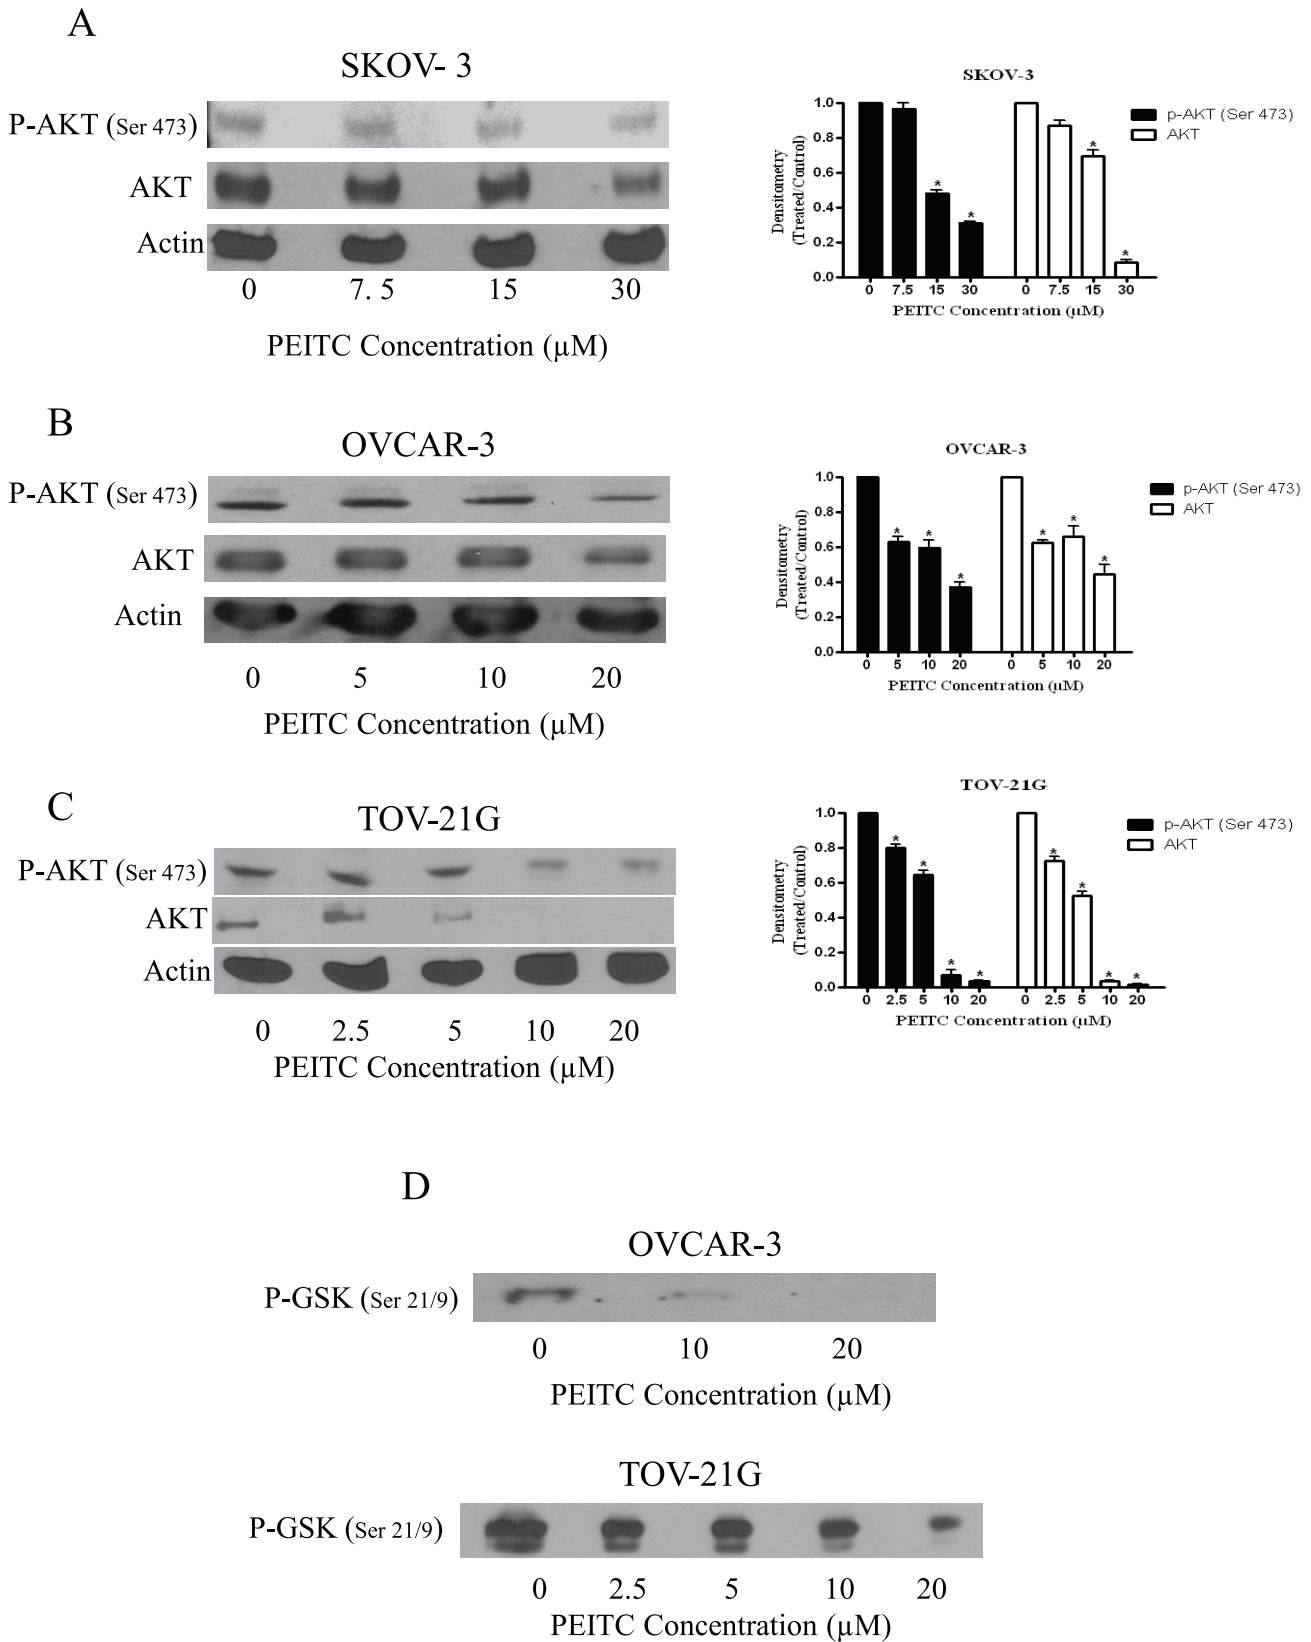 A
SKOV- 3
P-AKT (Ser 473)
AKT
Actin
0 7. 5 15 30
PEITC Concentration (µM)
SKOV-3
Densitometry
(Treated/Control)
1.0
0.8
0.6
0.4
0.2
0.0
* * * *
0 7.5 15 30 0 7.5 15 30
PEITC Concentration (µM)
p-AKT (Ser 473)
AKT
B
OVCAR-3
P-AKT (Ser 473)
AKT
Actin
0 5 10 20
PEITC Concentration (µM)
OVCAR-3
Densitometry
(Treated/Control)
1.0
0.8
0.6
0.4
0.2
0.0
* * * * * *
0 5 10 20 0 5 10 20
PEITC Concentration (µM)
p-AKT (Ser 473)
AKT
C
TOV-21G
P-AKT (Ser 473)
AKT
Actin
0 2.5 5 10 20
PEITC Concentration (µM)
TOV-21G
Densitometry
(Treated/Control)
1.0
0.8
0.6
0.4
0.2
0.0
* * * * * * * *
0 2.5 5 10 20 0 2.5 5 10 20
PEITC Concentration (µM)
p-AKT (Ser 473)
AKT
D
OVCAR-3
P-GSK (Ser 21/9)
0 10 20
PEITC Concentration (µM)
TOV-21G
P-GSK (Ser 21/9)
0 2.5 5 10 20
PEITC Concentration (µM)